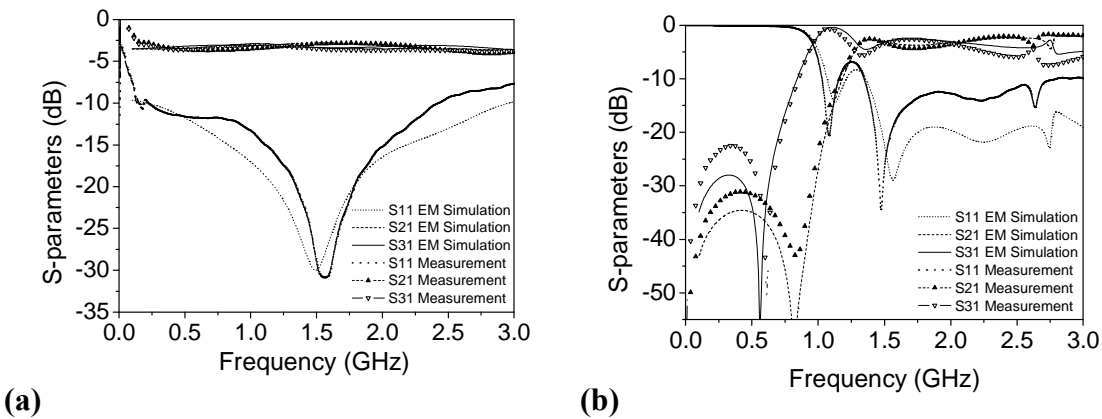 0
-5
-10
-15
-20
-25
-30
-35
S-parameters (dB)
S11 EM Simulation
S21 EM Simulation
S31 EM Simulation
S11 Measurement
S21 Measurement
S31 Measurement
0.0 0.5 1.0 1.5 2.0 2.5 3.0
Frequency (GHz)
(a)
0
-10
-20
-30
-40
-50
S-parameters (dB)
S11 EM Simulation
S21 EM Simulation
S31 EM Simulation
S11 Measurement
S21 Measurement
S31 Measurement
0.0 0.5 1.0 1.5 2.0 2.5 3.0
Frequency (GHz)
(b)